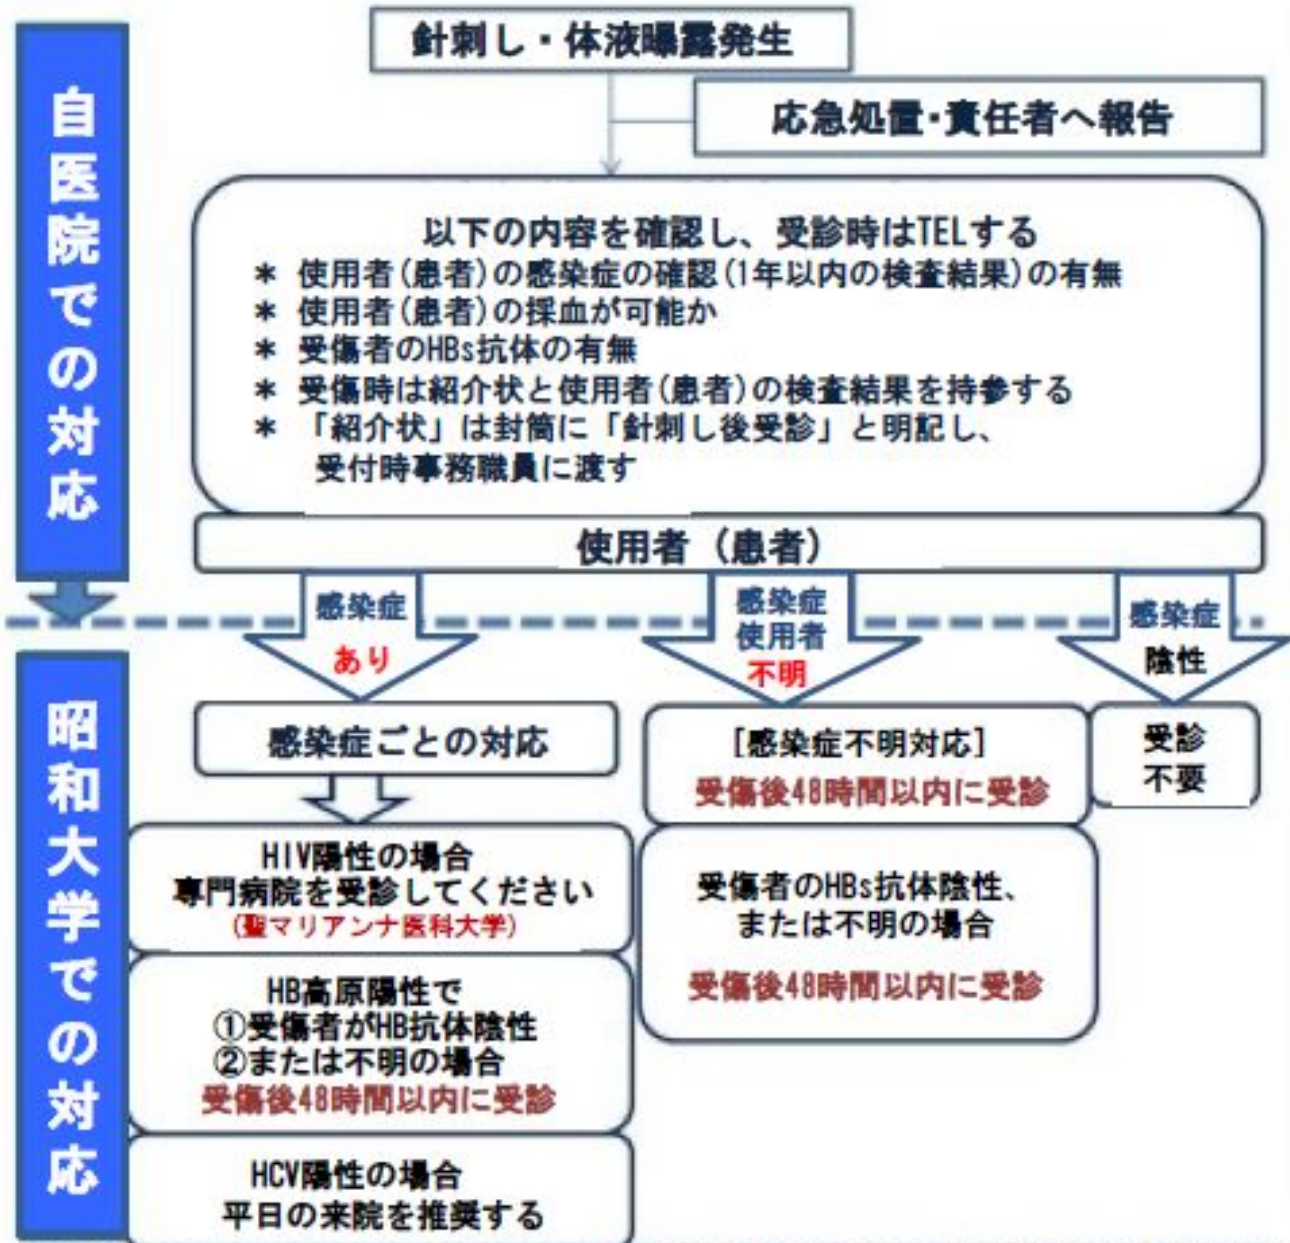 自医院での対応
針刺し・体液曝露発生
応急処置・責任者へ報告
以下の内容を確認し、受診時はTELする
* 使用者(患者)の感染症の確認(1年以内の検査結果)の有無
* 使用者(患者)の採血が可能か
* 受傷者のHBs抗体の有無
* 受傷時は紹介状と使用者(患者)の検査結果を持参する
* 「紹介状」は封筒に「針刺し後受診」と明記し、
受付時事務職員に渡す
使用者(患者)
昭和大学での対応
感染症
あり
感染症ごとの対応
HIV陽性の場合
専門病院を受診してください
(聖マリアンナ医科大学)
HB高原陽性で
①受傷者がHB抗体陰性
②または不明の場合
受傷後48時間以内に受診
HCV陽性の場合
平日の来院を推奨する
感染症
使用者
不明
[感染症不明対応]
受傷後48時間以内に受診
受傷者のHBs抗体陰性、
または不明の場合
受傷後48時間以内に受診
感染症
陰性
受診
不要